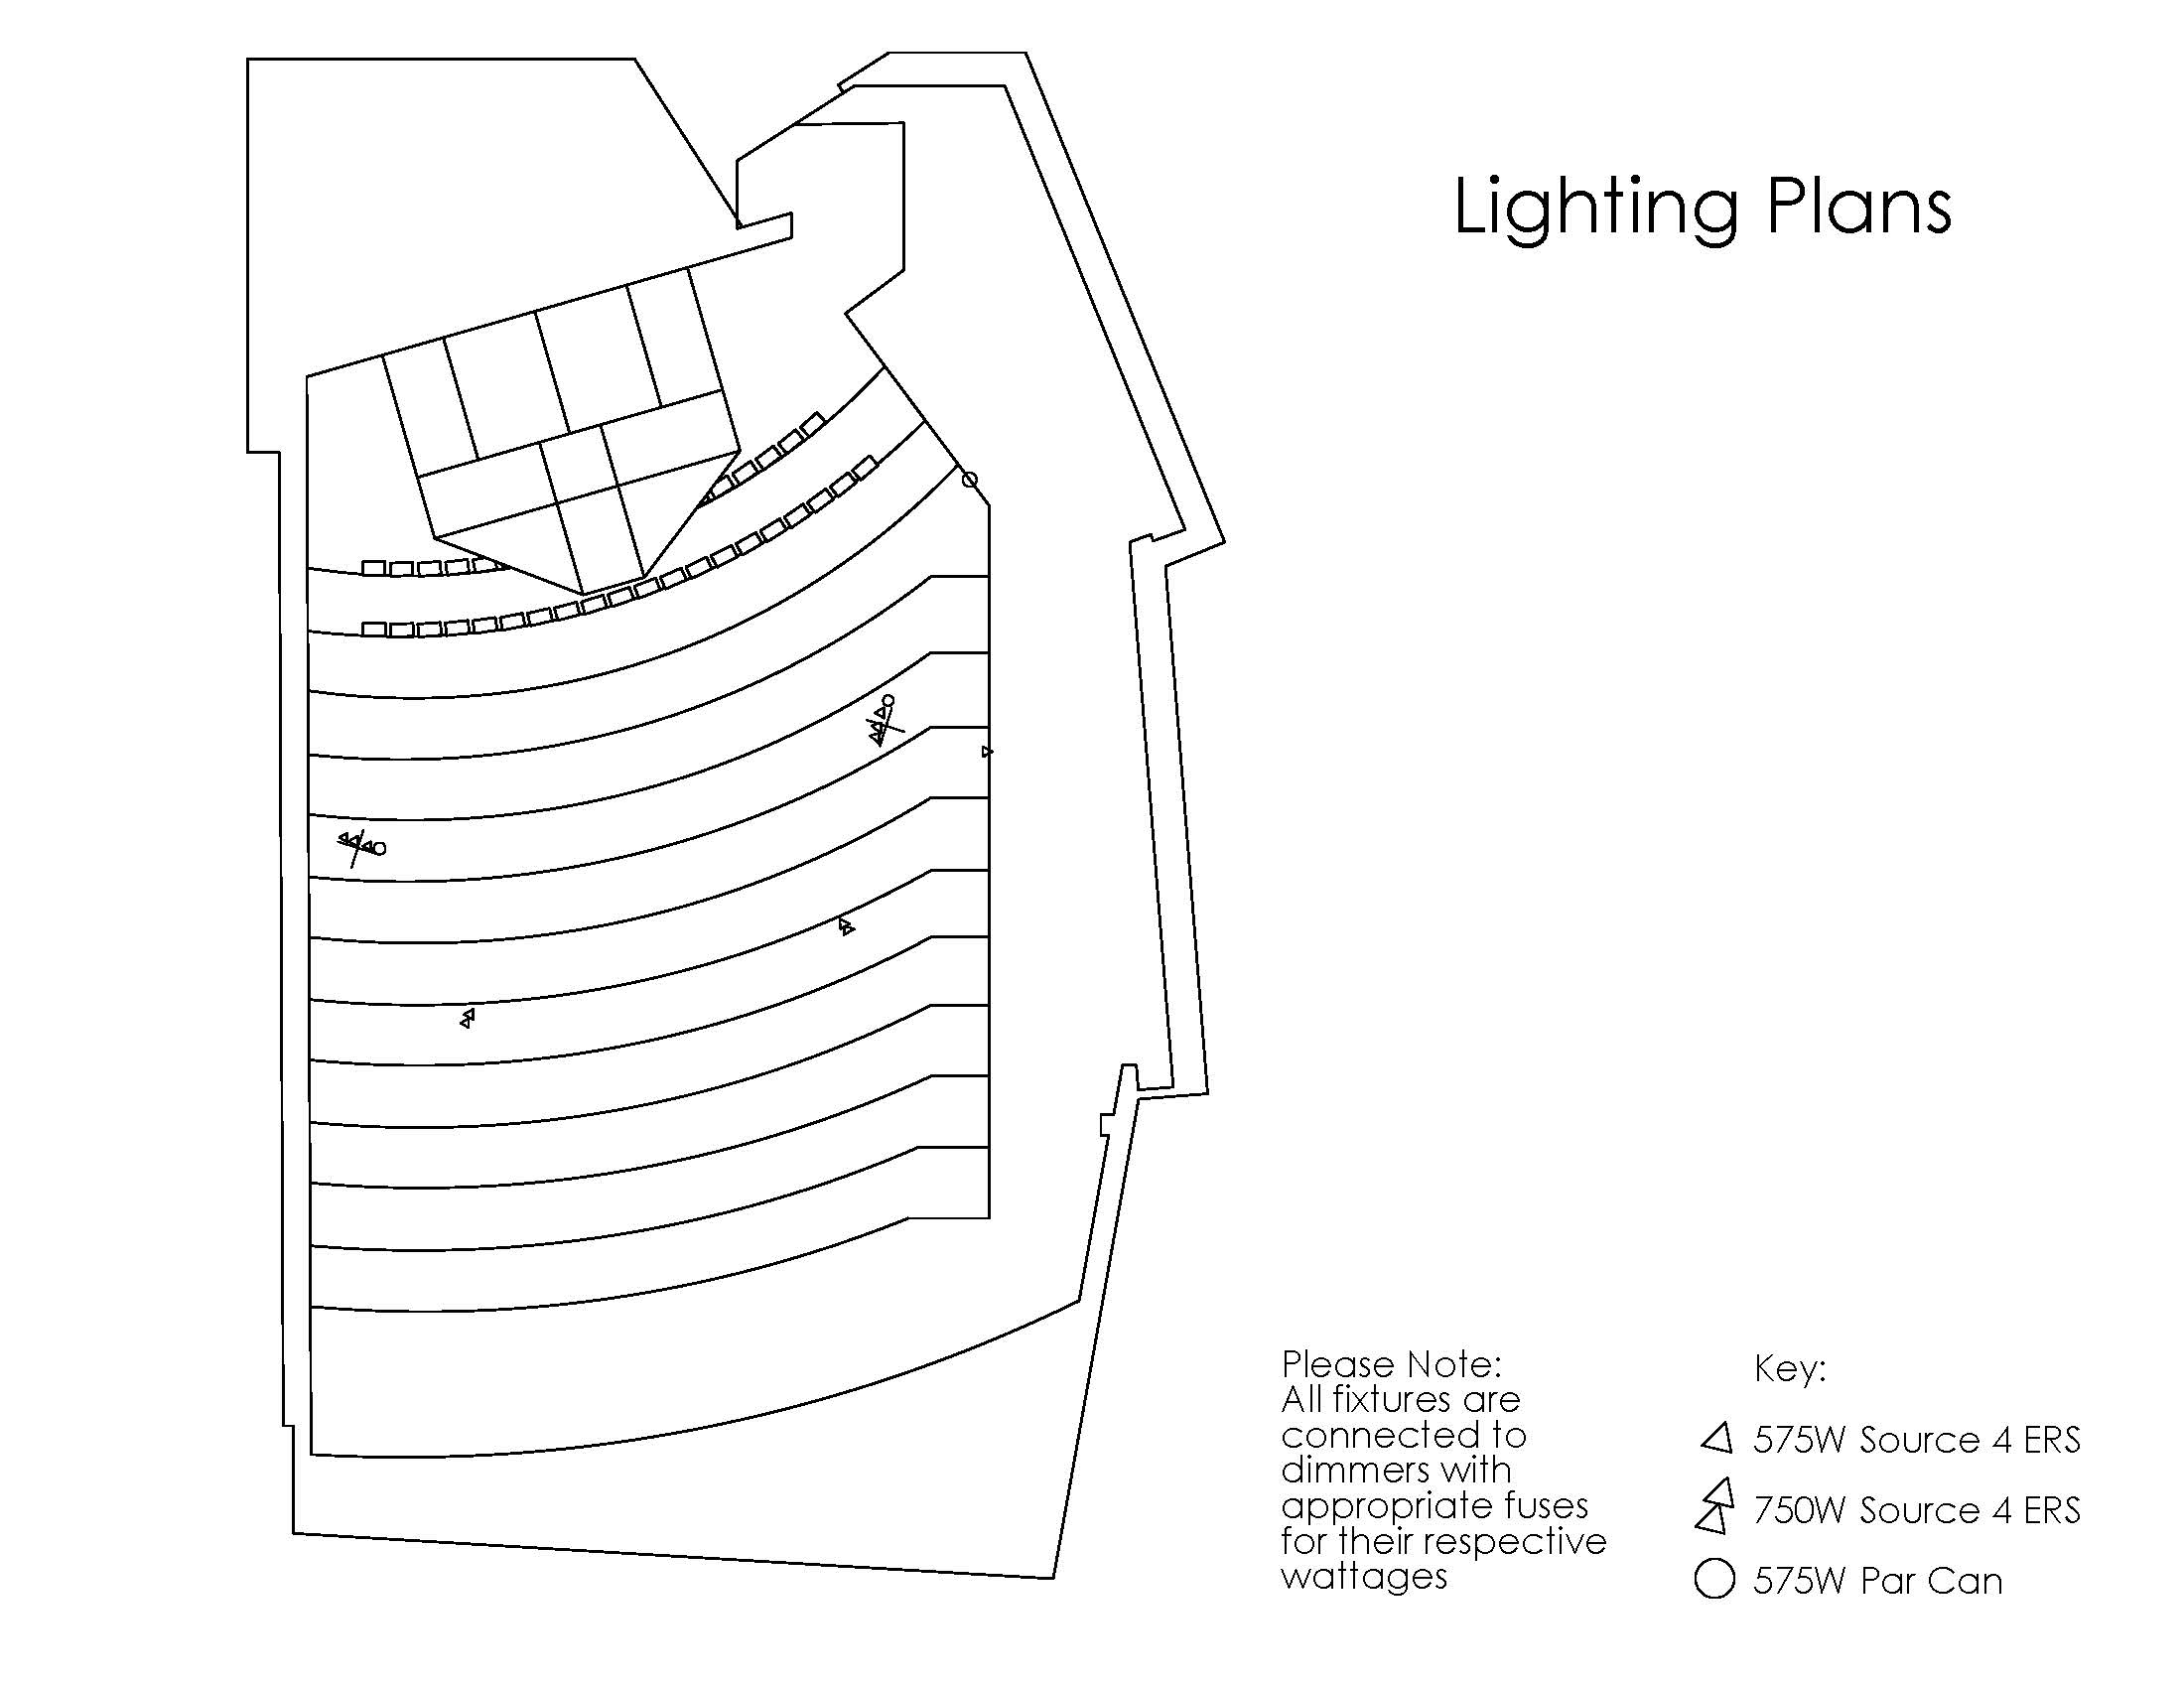 Lighting Plans
Please Note:
All fixtures are
connected to
dimmers with
appropriate fuses
for their respective
wattages
Key:
575W Source 4 ERS
750W Source 4 ERS
575W Par Can